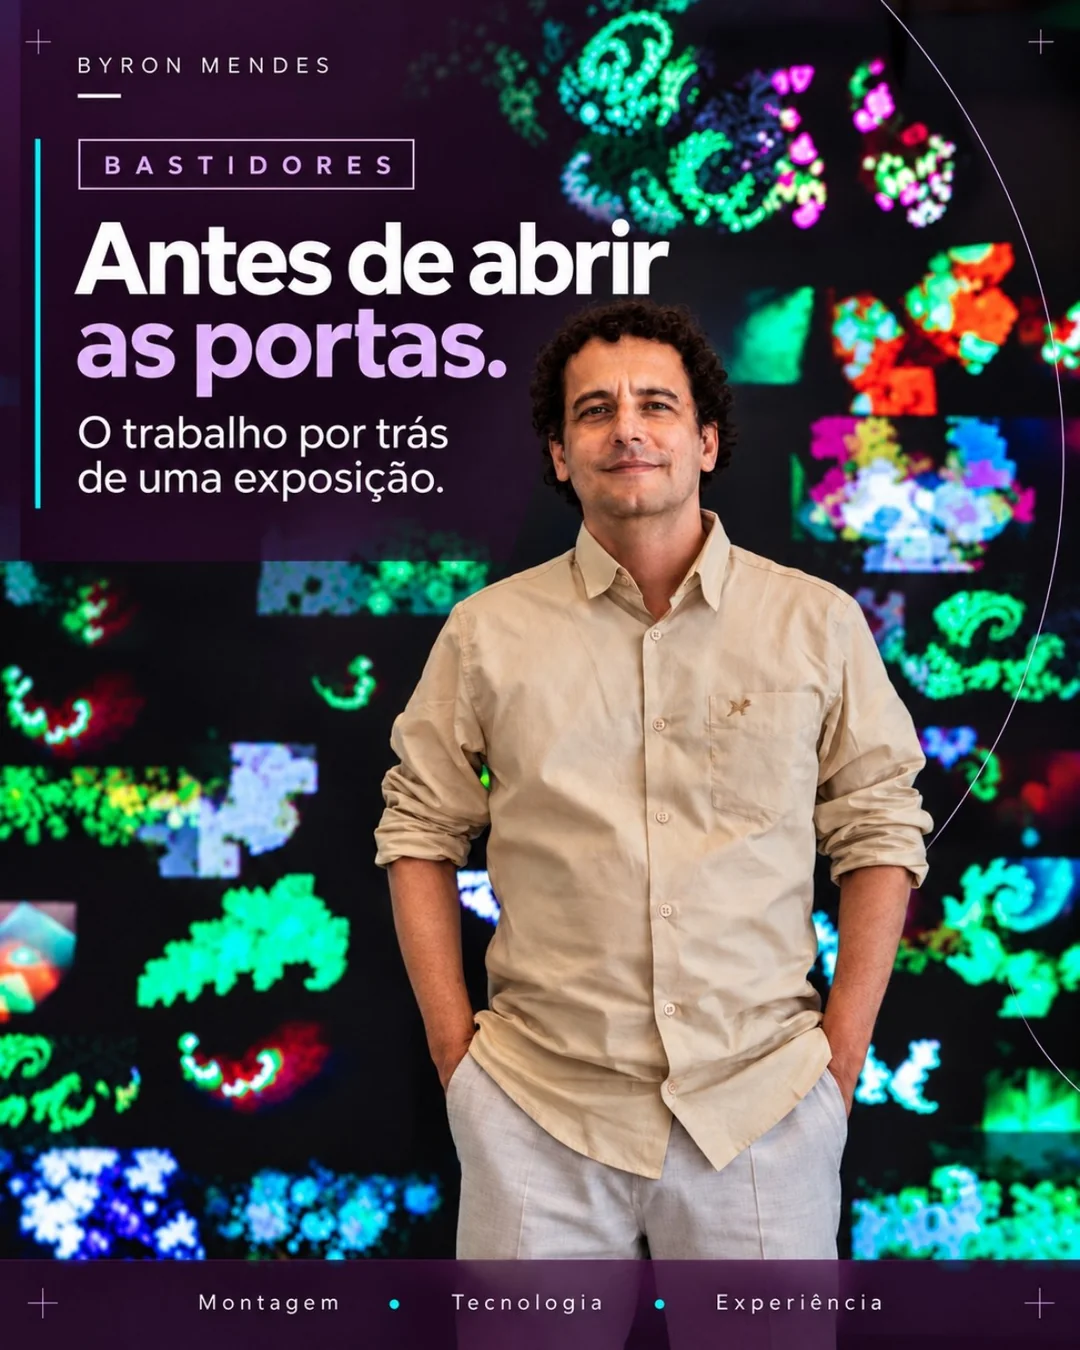 BYRON MENDES
BASTIDORES
Antes de abrir
as portas.
O trabalho por trás
de uma exposição.
Montagem • Tecnologia • Experiência